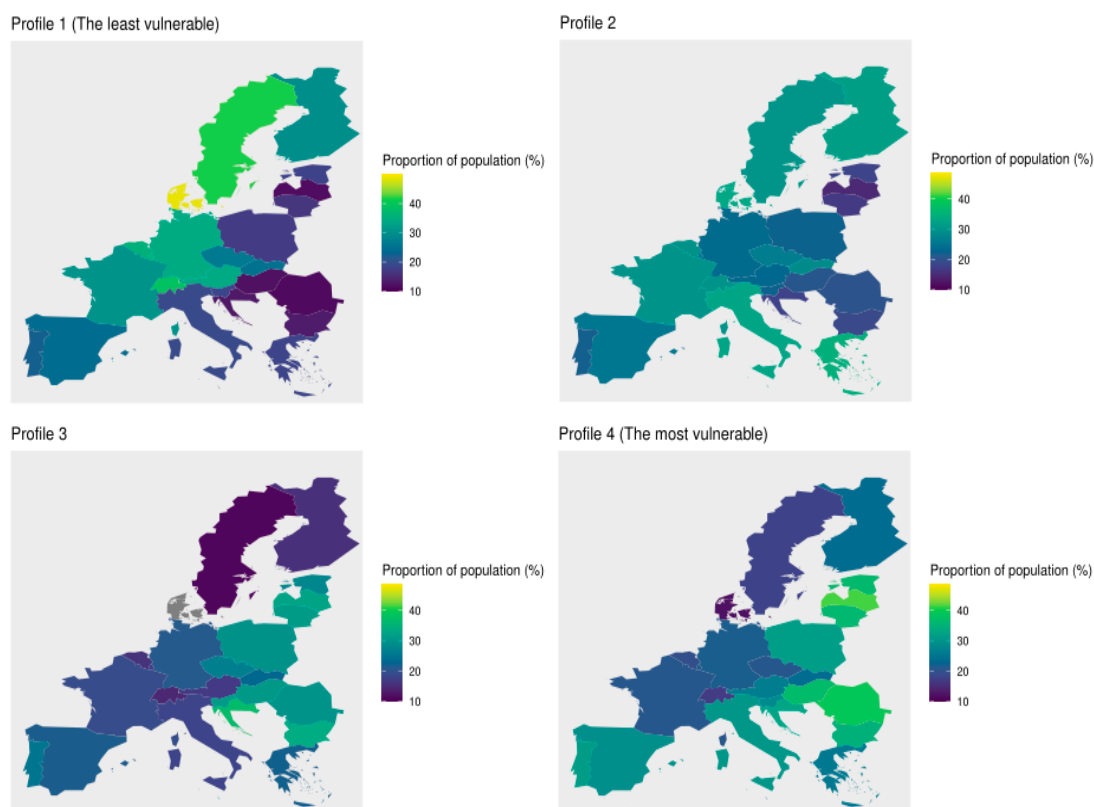 Profile 1 (The least vulnerable)
Proportion of population (%)
40
30
20
10
Profile 2
Proportion of population (%)
40
30
20
10
Profile 3
Proportion of population (%)
40
30
20
10
Profile 4 (The most vulnerable)
Proportion of population (%)
40
30
20
10